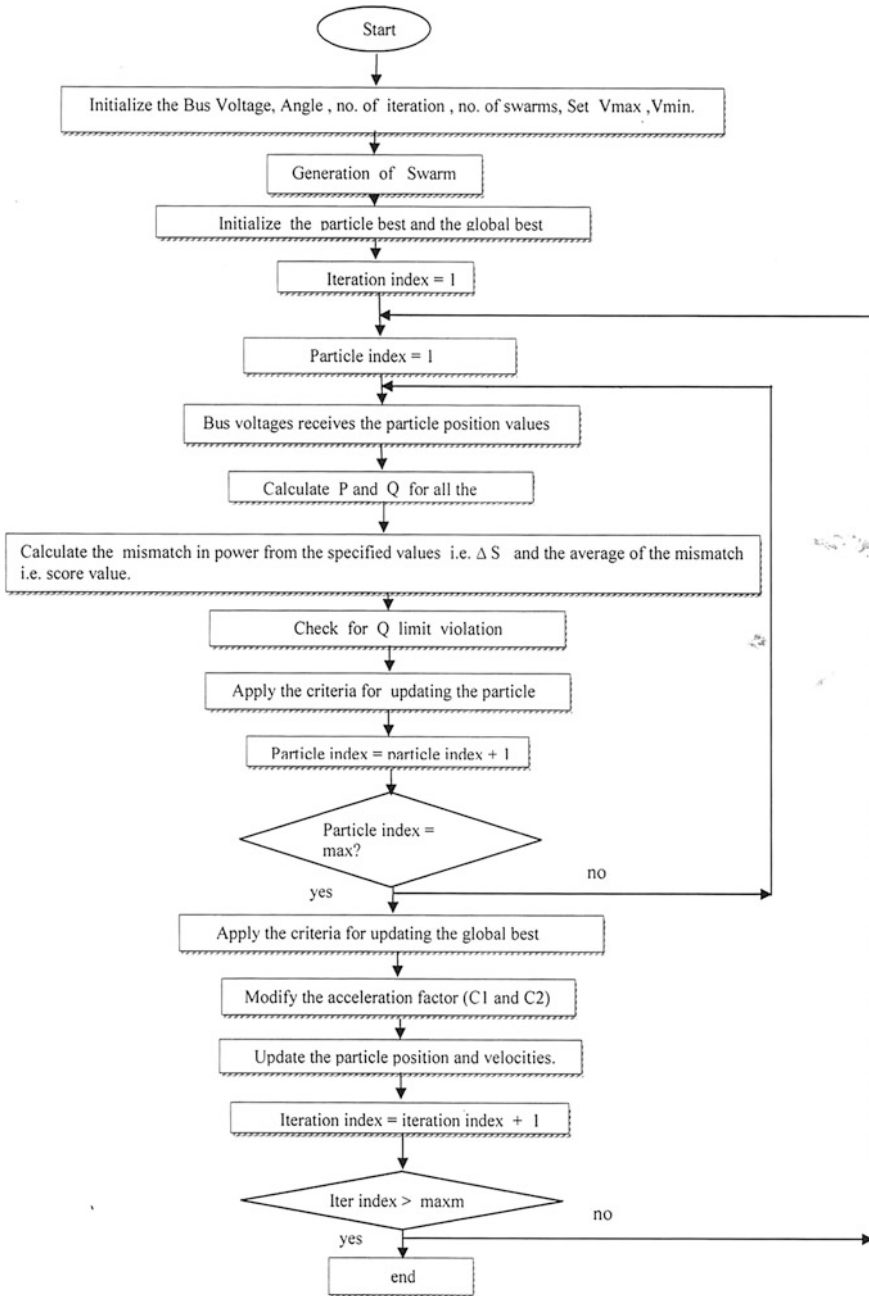 Start
Initialize the Bus Voltage, Angle , no. of iteration , no. of swarms, Set Vmax ,Vmin.
Generation of Swarm
Initialize the particle best and the global best
Iteration index = 1
Particle index = 1
Bus voltages receives the particle position values
Calculate P and Q for all the
Calculate the mismatch in power from the specified values i.e. Δ S and the average of the mismatch
i.e. score value.
Check for Q limit violation
Apply the criteria for updating the particle
Particle index = particle index + 1
Particle index =
max?
no
yes
Apply the criteria for updating the global best
Modify the acceleration factor (C1 and C2)
Update the particle position and velocities.
Iteration index = iteration index + 1
Iter index > maxm
no
yes
end